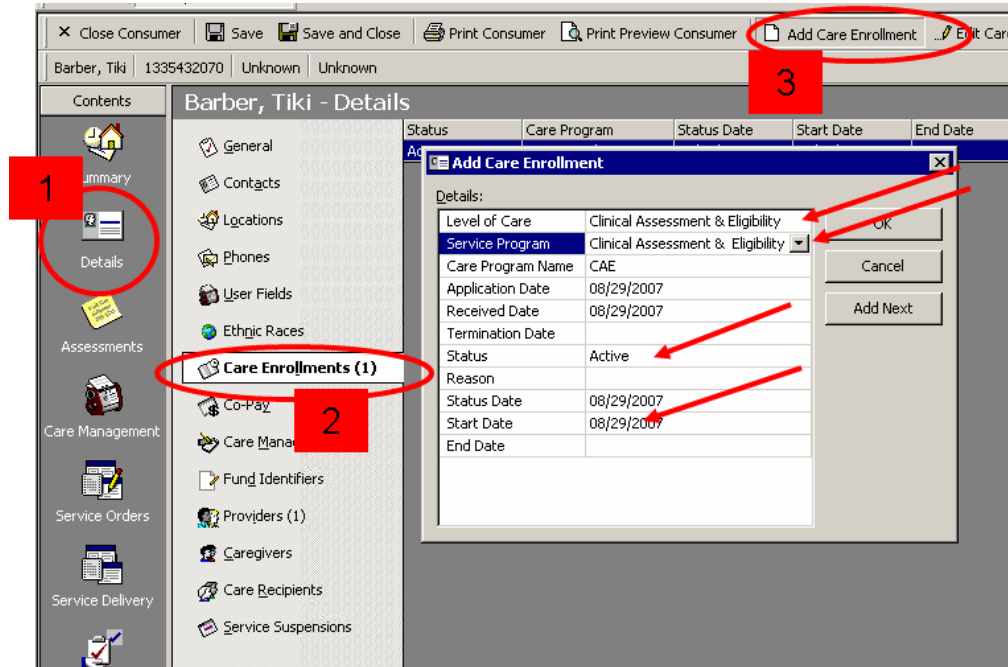 X Close Consumer Save Save and Close Print Consumer Print Preview Consumer Add Care Enrollment Edit Car
Barber, Tiki 1335432070 Unknown Unknown
3
Contents
Barber, Tiki - Details
1
ummary
Details
Assessments
Care Management
Service Orders
Service Delivery
General
Contacts
Locations
Phones
User Fields
Ethnic Races
Care Enrollments (1)
Co-Pay
2
Care Mana
Fund Identifiers
Providers (1)
Caregivers
Care Recipients
Service Suspensions
Status Care Program Status Date Start Date End Date
Add Care Enrollment
Details:
Level of Care Clinical Assessment & Eligibility
Service Program Clinical Assessment & Eligibility
Care Program Name CAE
Application Date 08/29/2007
Received Date 08/29/2007
Termination Date
Status Active
Reason
Status Date 08/29/2007
Start Date 08/29/2007
End Date
OK
Cancel
Add Next